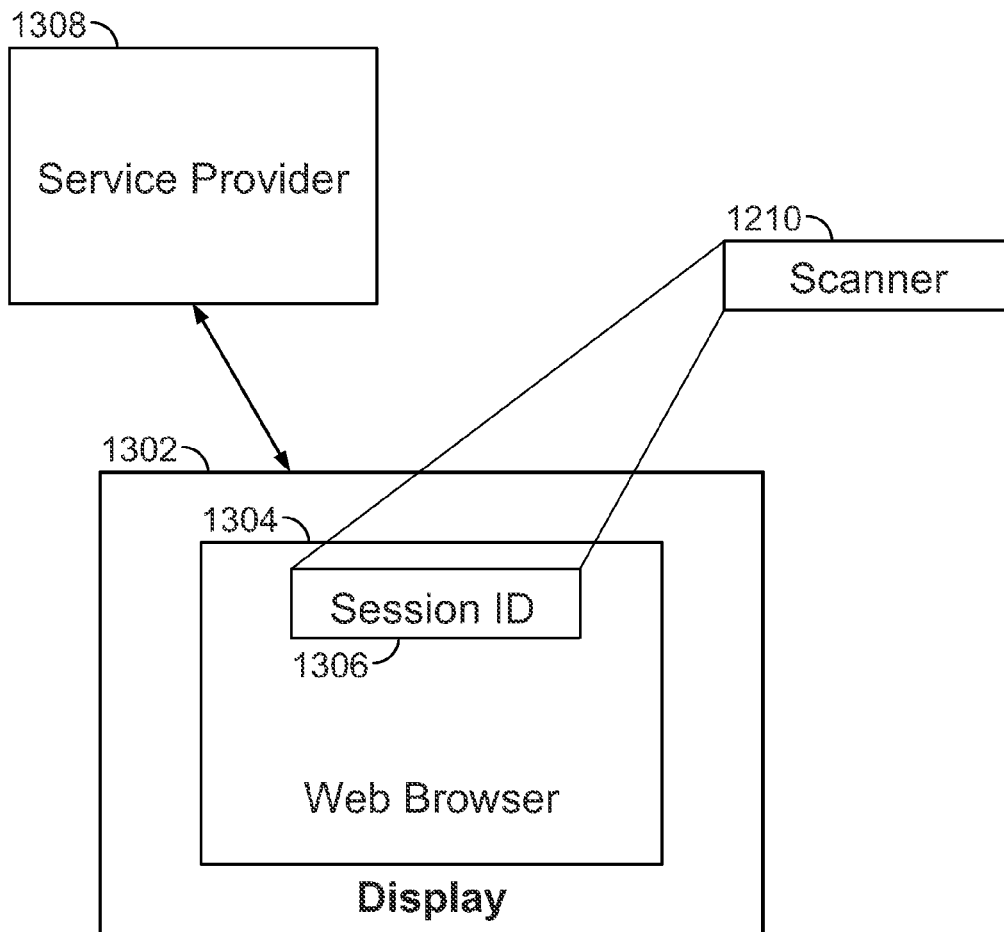 1308
Service Provider
1210
Scanner
1302
1304
Session ID
1306
Web Browser
Display